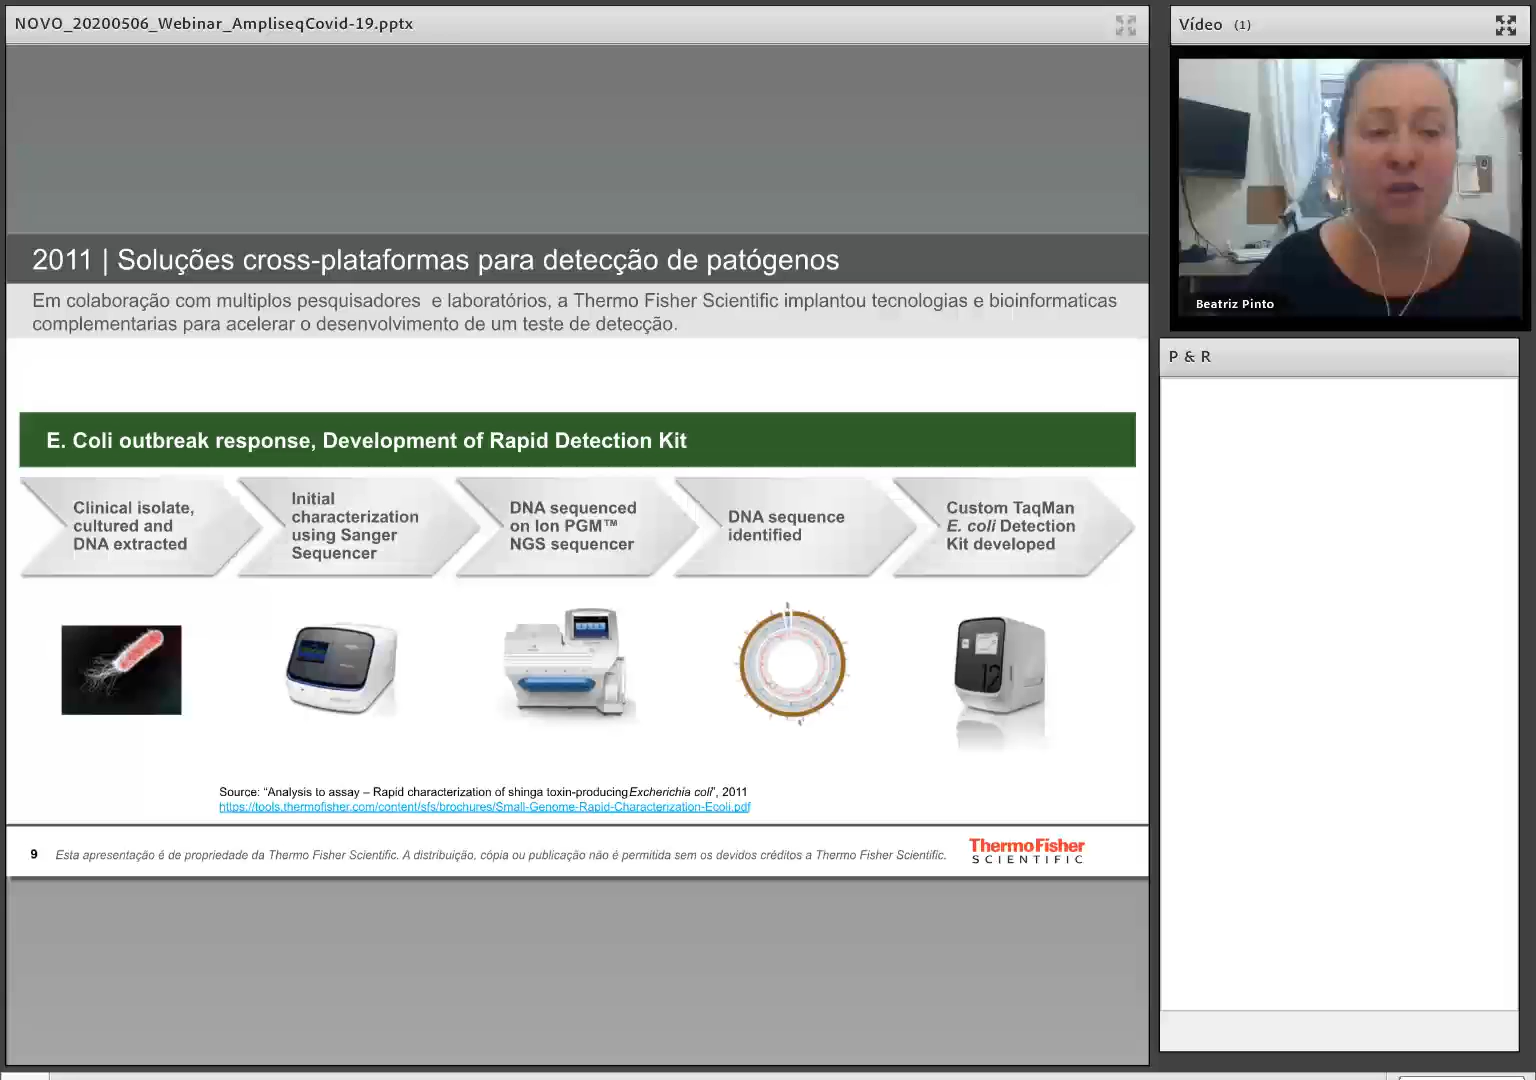 NOVO_20200506_Webinar_AmpliseqCovid-19.pptx
Vídeo (1)
Beatriz Pinto
P & R
2011 | Soluções cross-plataformas para detecção de patógenos
Em colaboração com multiplos pesquisadores e laboratórios, a Thermo Fisher Scientific implantou tecnologias e bioinformaticas
complementarias para acelerar o desenvolvimento de um teste de detecção.
E. Coli outbreak response, Development of Rapid Detection Kit
Clinical isolate,
cultured and
DNA extracted
Initial
characterization
using Sanger
Sequencer
DNA sequenced
on Ion PGM™
NGS sequencer
DNA sequence
identified
Custom TaqMan
E. coli Detection
Kit developed
12
Source: “Analysis to assay – Rapid characterization of shinga toxin-producing Escherichia coli”, 2011
https://tools.thermofisher.com/content/sfs/brochures/Small-Genome-Rapid-Characterization-Ecoli.pdf
9 Esta apresentação é de propriedade da Thermo Fisher Scientific. A distribuição, cópia ou publicação não é permitida sem os devidos créditos a Thermo Fisher Scientific.
ThermoFisher
SCIENTIFIC